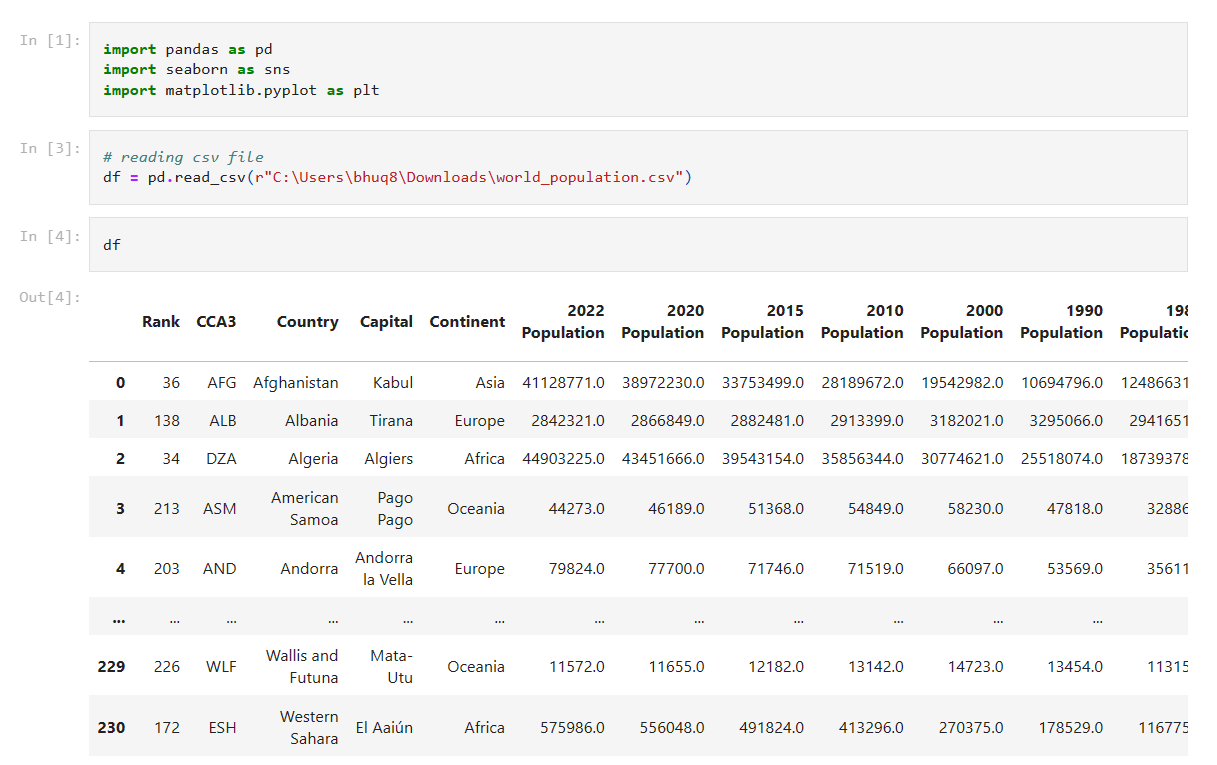 In [1]:
import pandas as pd
import seaborn as sns
import matplotlib.pyplot as plt
In [3]:
# reading csv file
df = pd.read_csv(r"C:\Users\bhuq8\Downloads\world_population.csv")
In [4]:
df
Out[4]:
Rank CCA3 Country Capital Continent 2022 Population 2020 Population 2015 Population 2010 Population 2000 Population 1990 Population 198 Populatio
0 36 AFG Afghanistan Kabul Asia 41128771.0 38972230.0 33753499.0 28189672.0 19542982.0 10694796.0 12486631
1 138 ALB Albania Tirana Europe 2842321.0 2866849.0 2882481.0 2913399.0 3182021.0 3295066.0 2941651
2 34 DZA Algeria Algiers Africa 44903225.0 43451666.0 39543154.0 35856344.0 30774621.0 25518074.0 18739378
3 213 ASM American Samoa Pago Pago Oceania 44273.0 46189.0 51368.0 54849.0 58230.0 47818.0 32886
4 203 AND Andorra Andorra la Vella Europe 79824.0 77700.0 71746.0 71519.0 66097.0 53569.0 35611
... ... ... ... ... ... ... ... ... ... ... ...
229 226 WLF Wallis and Futuna Mata-Utu Oceania 11572.0 11655.0 12182.0 13142.0 14723.0 13454.0 11315
230 172 ESH Western Sahara El Aaiún Africa 575986.0 556048.0 491824.0 413296.0 270375.0 178529.0 116775